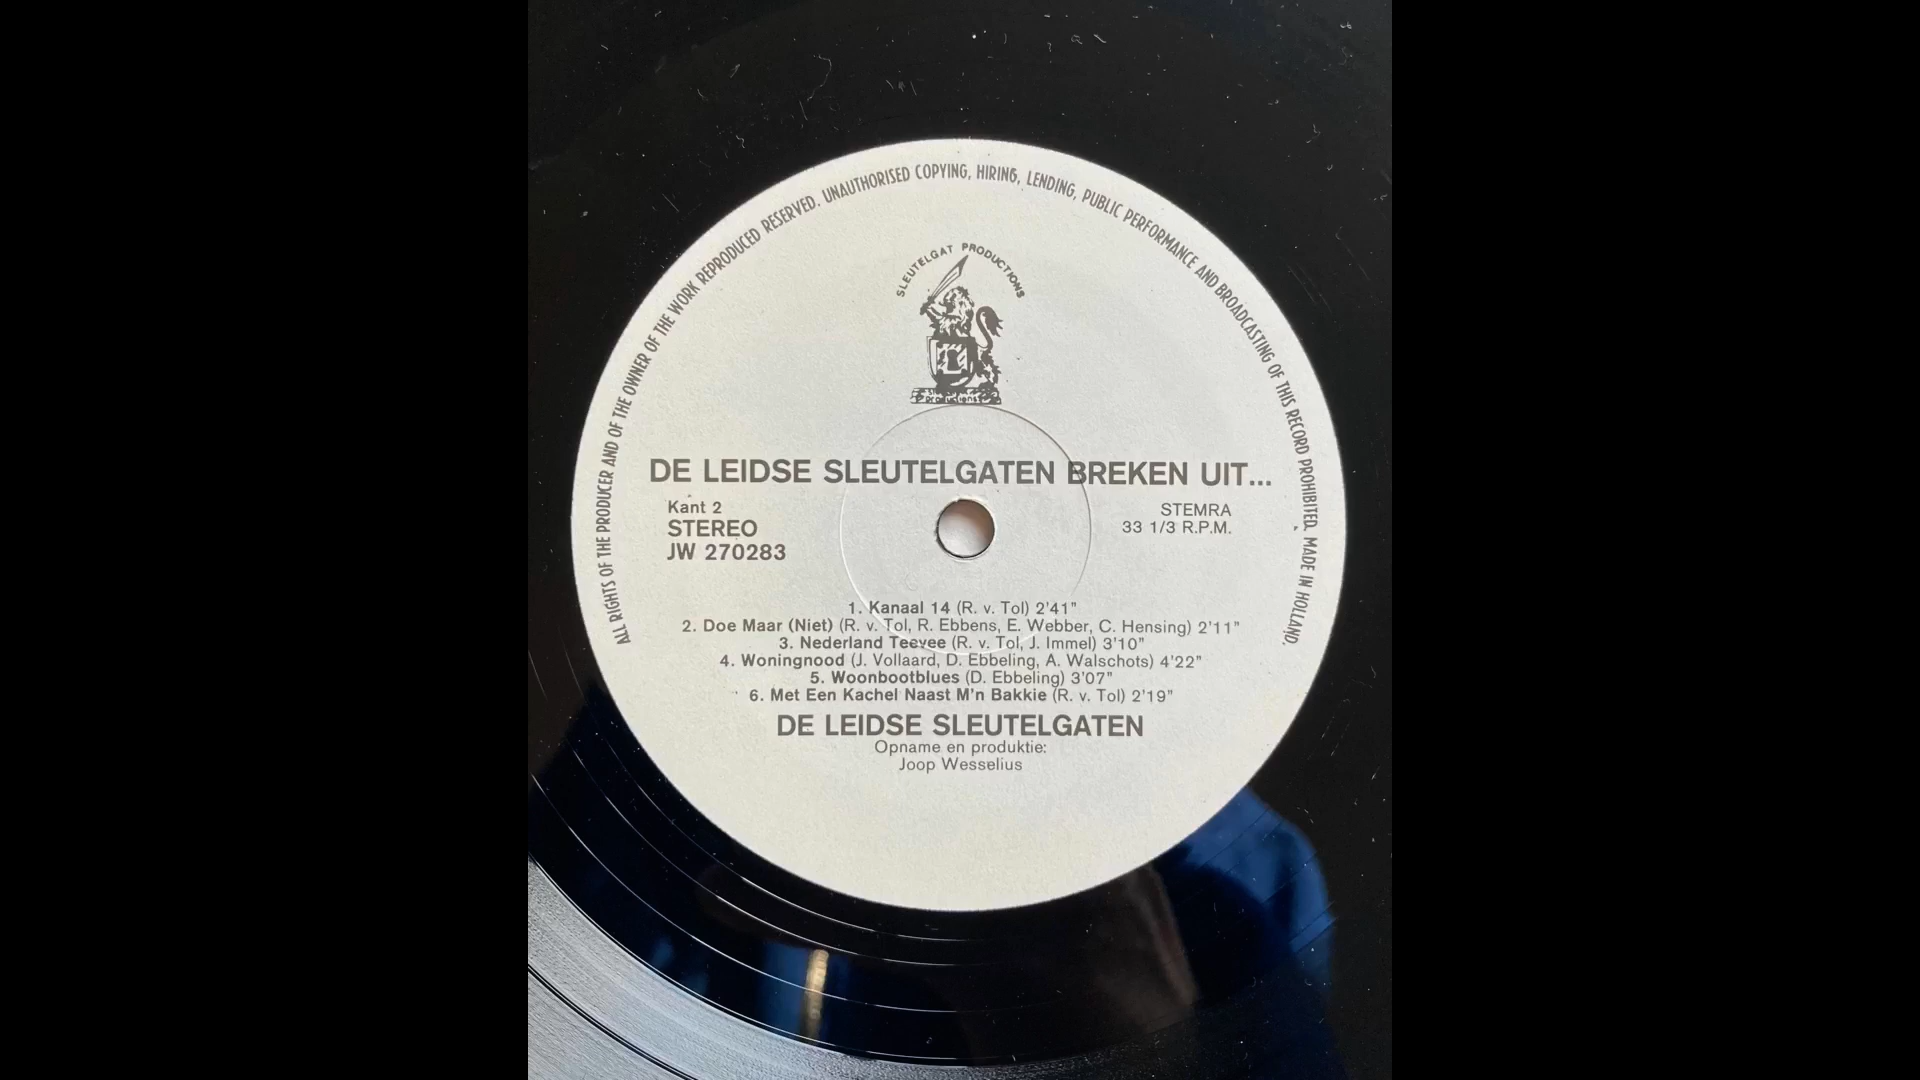 ALL RIGHTS OF THE PRODUCER AND OF THE OWNER OF THE WORK REPRODUCED RESERVED. UNAUTHORISED COPYING, HIRING, LENDING, PUBLIC PERFORMANCE AND BROADCASTING OF THIS RECORD PROHIBITED. MADE IN HOLLAND.
SLEUTELGAT PRODUCTIONS
DE LEIDSE SLEUTELGATEN BREKEN UIT...
Kant 2
STEREO
JW 270283
STEMRA
33 1/3 R.P.M.
1. Kanaal 14 (R. v. Tol) 2'41"
2. Doe Maar (Niet) (R. v. Tol, R. Ebbens, E. Webber, C. Hensing) 2'11"
3. Nederland Teevee (R. v. Tol, J. Immel) 3'10"
4. Woningnood (J. Vollaard, D. Ebbeling, A. Walschots) 4'22"
5. Woonbootblues (D. Ebbeling) 3'07"
6. Met Een Kachel Naast M'n Bakkie (R. v. Tol) 2'19"
DE LEIDSE SLEUTELGATEN
Opname en produktie:
Joop Wesselius